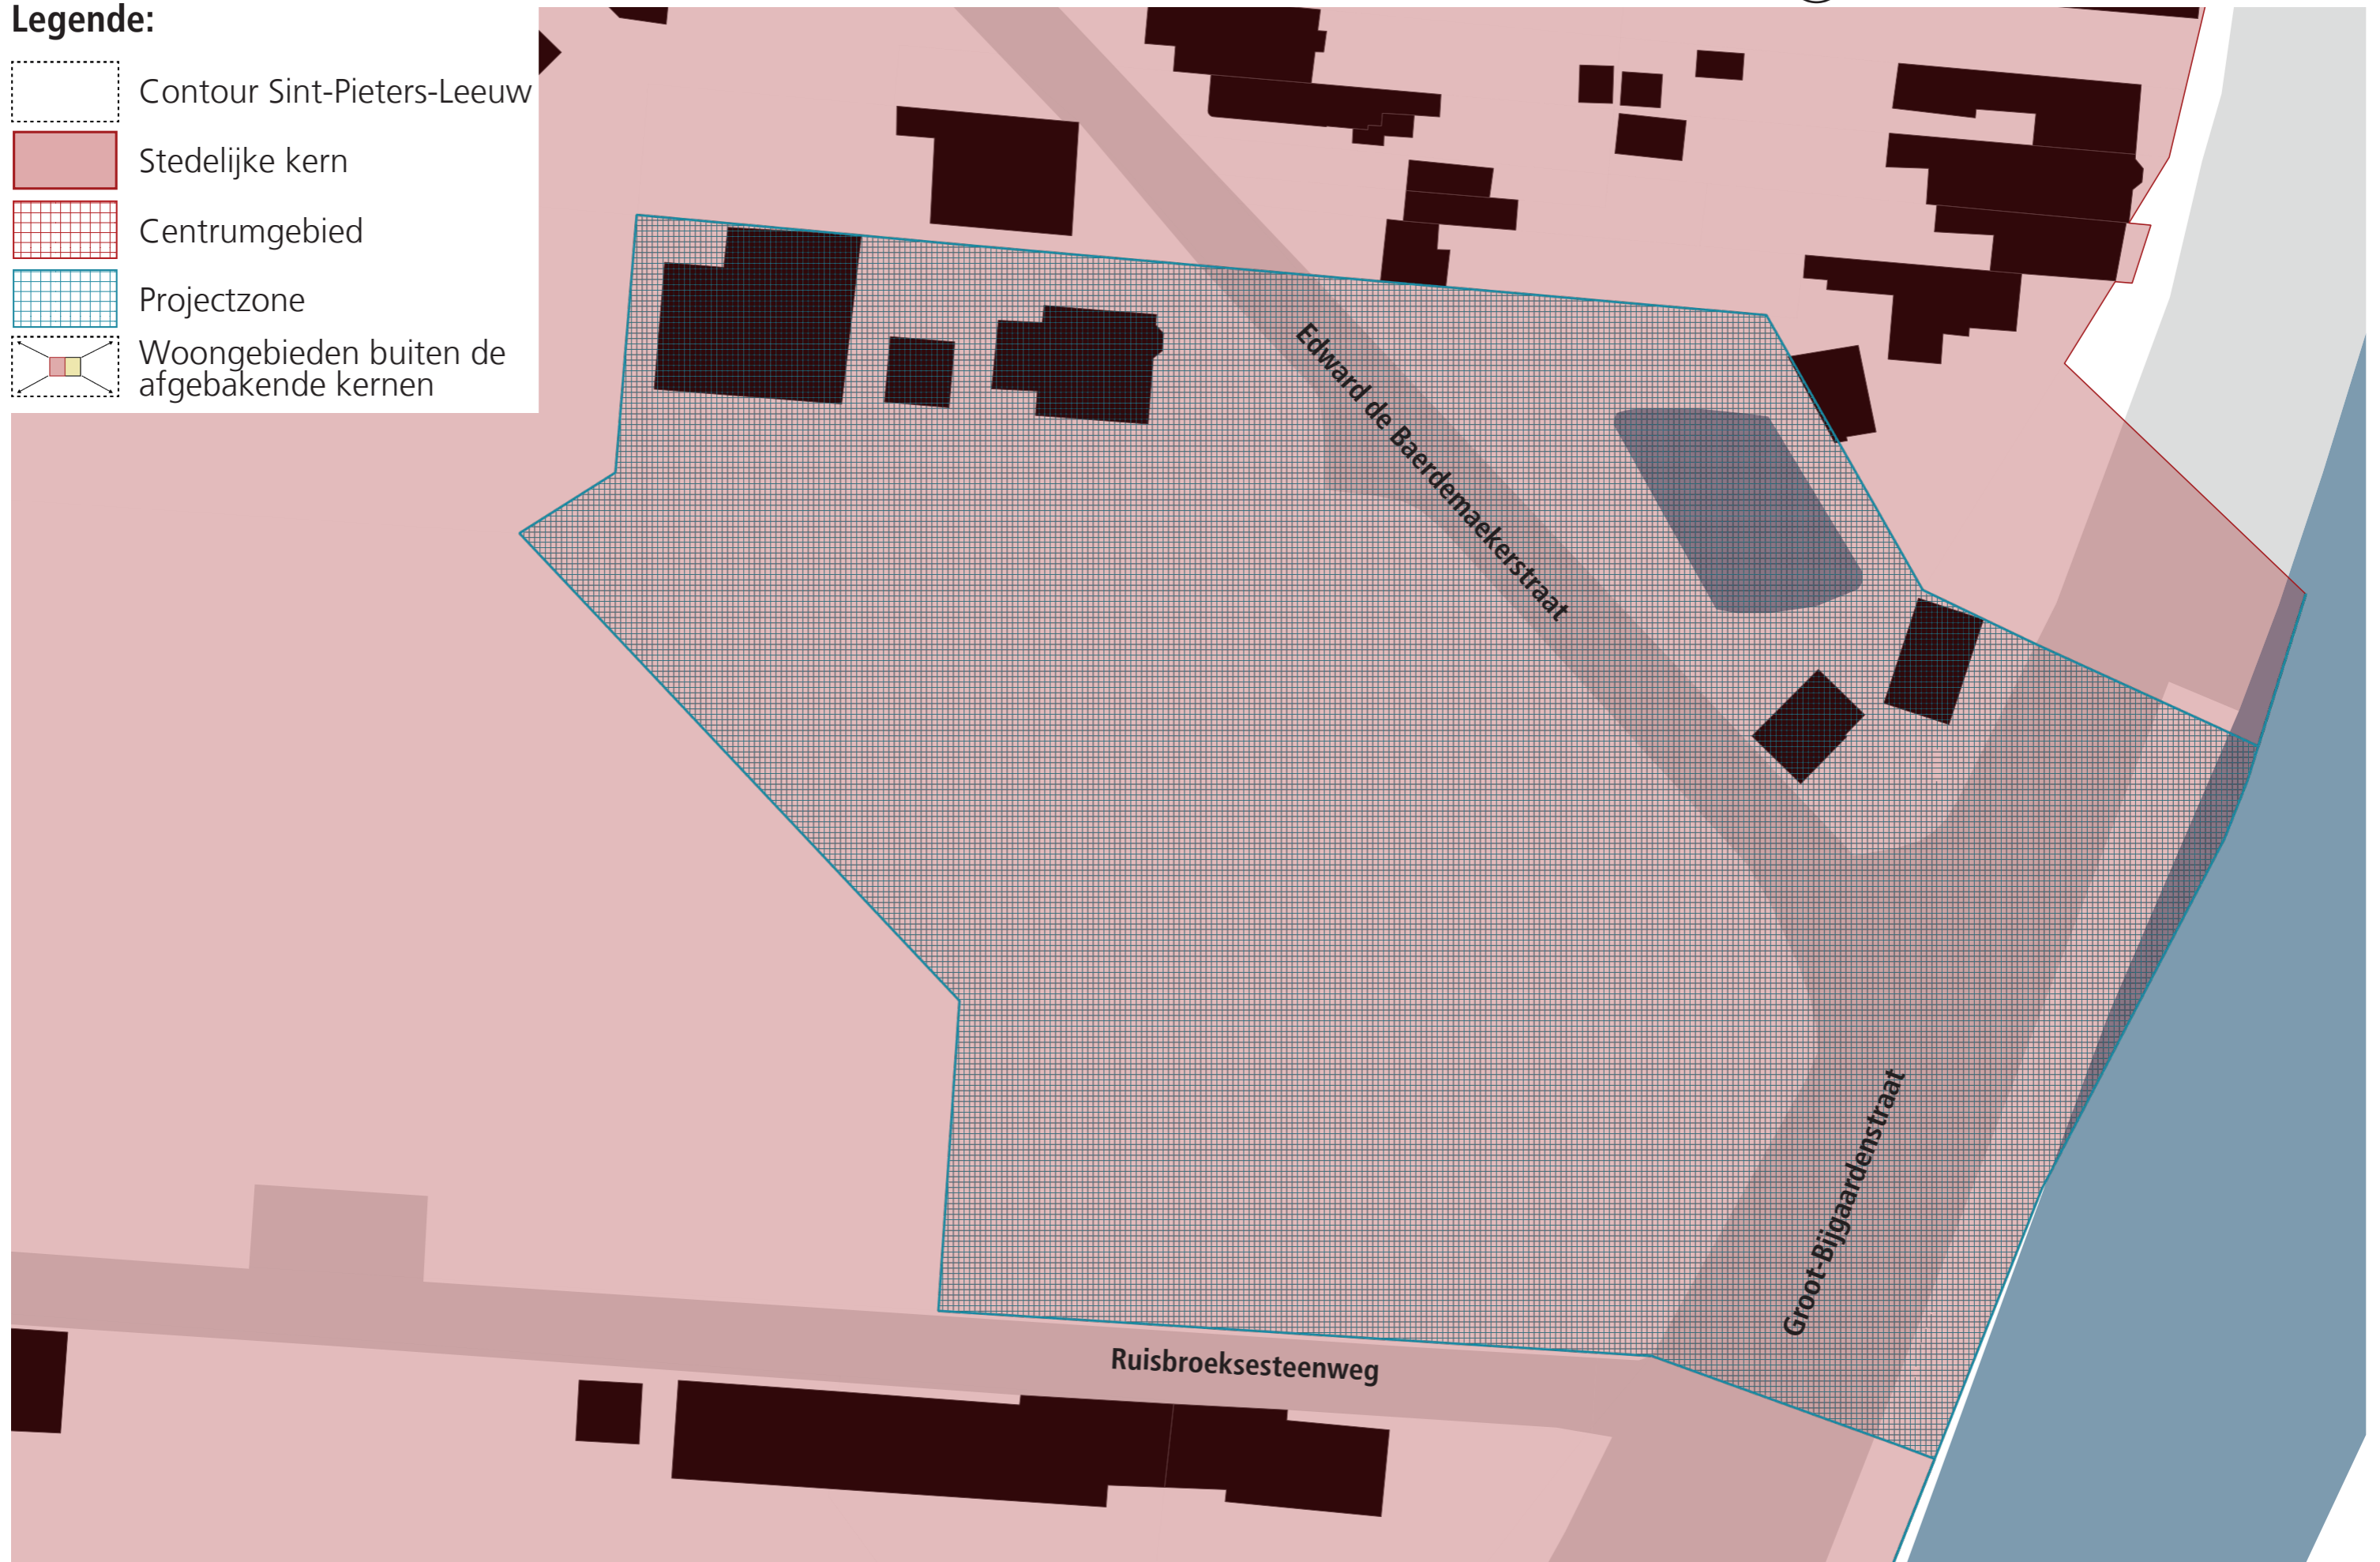 Legende:
Contour Sint-Pieters-Leeuw
Stedelijke kern
Centrumgebied
Projectzone
Woongebieden buiten de
afgebakende kernen
Edward de Baerdemaekerstraat
Groot-Bijgaardenstraat
Ruisbroeksesteenweg